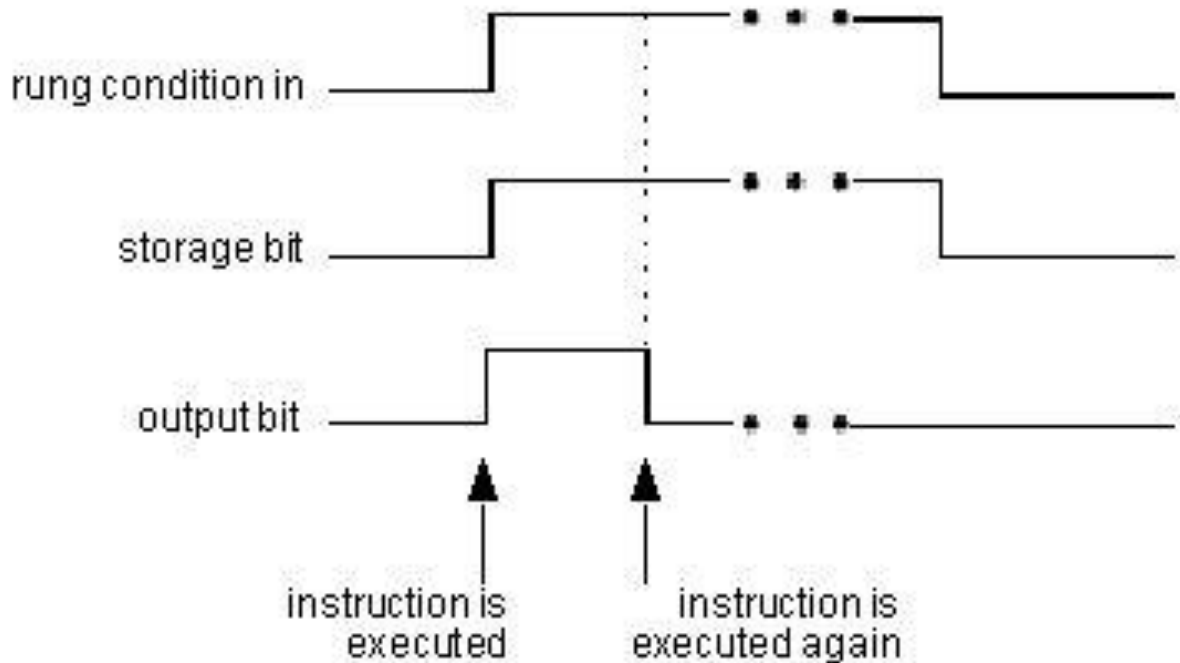 rung condition in
storage bit
output bit
instruction is
executed
instruction is
executed again